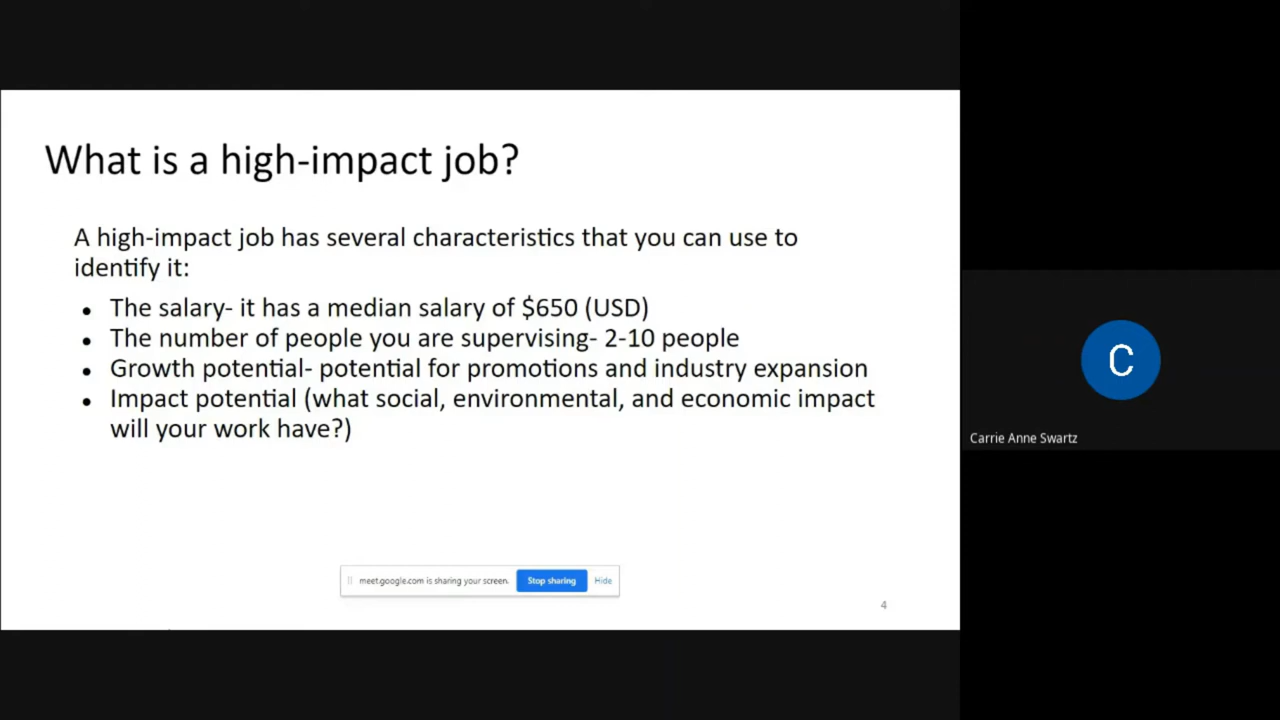 What is a high-impact job?
A high-impact job has several characteristics that you can use to
identify it:
• The salary- it has a median salary of $650 (USD)
• The number of people you are supervising- 2-10 people
• Growth potential- potential for promotions and industry expansion
• Impact potential (what social, environmental, and economic impact
will your work have?)
meet.google.com is sharing your screen. Stop sharing Hide
4
C
Carrie Anne Swartz